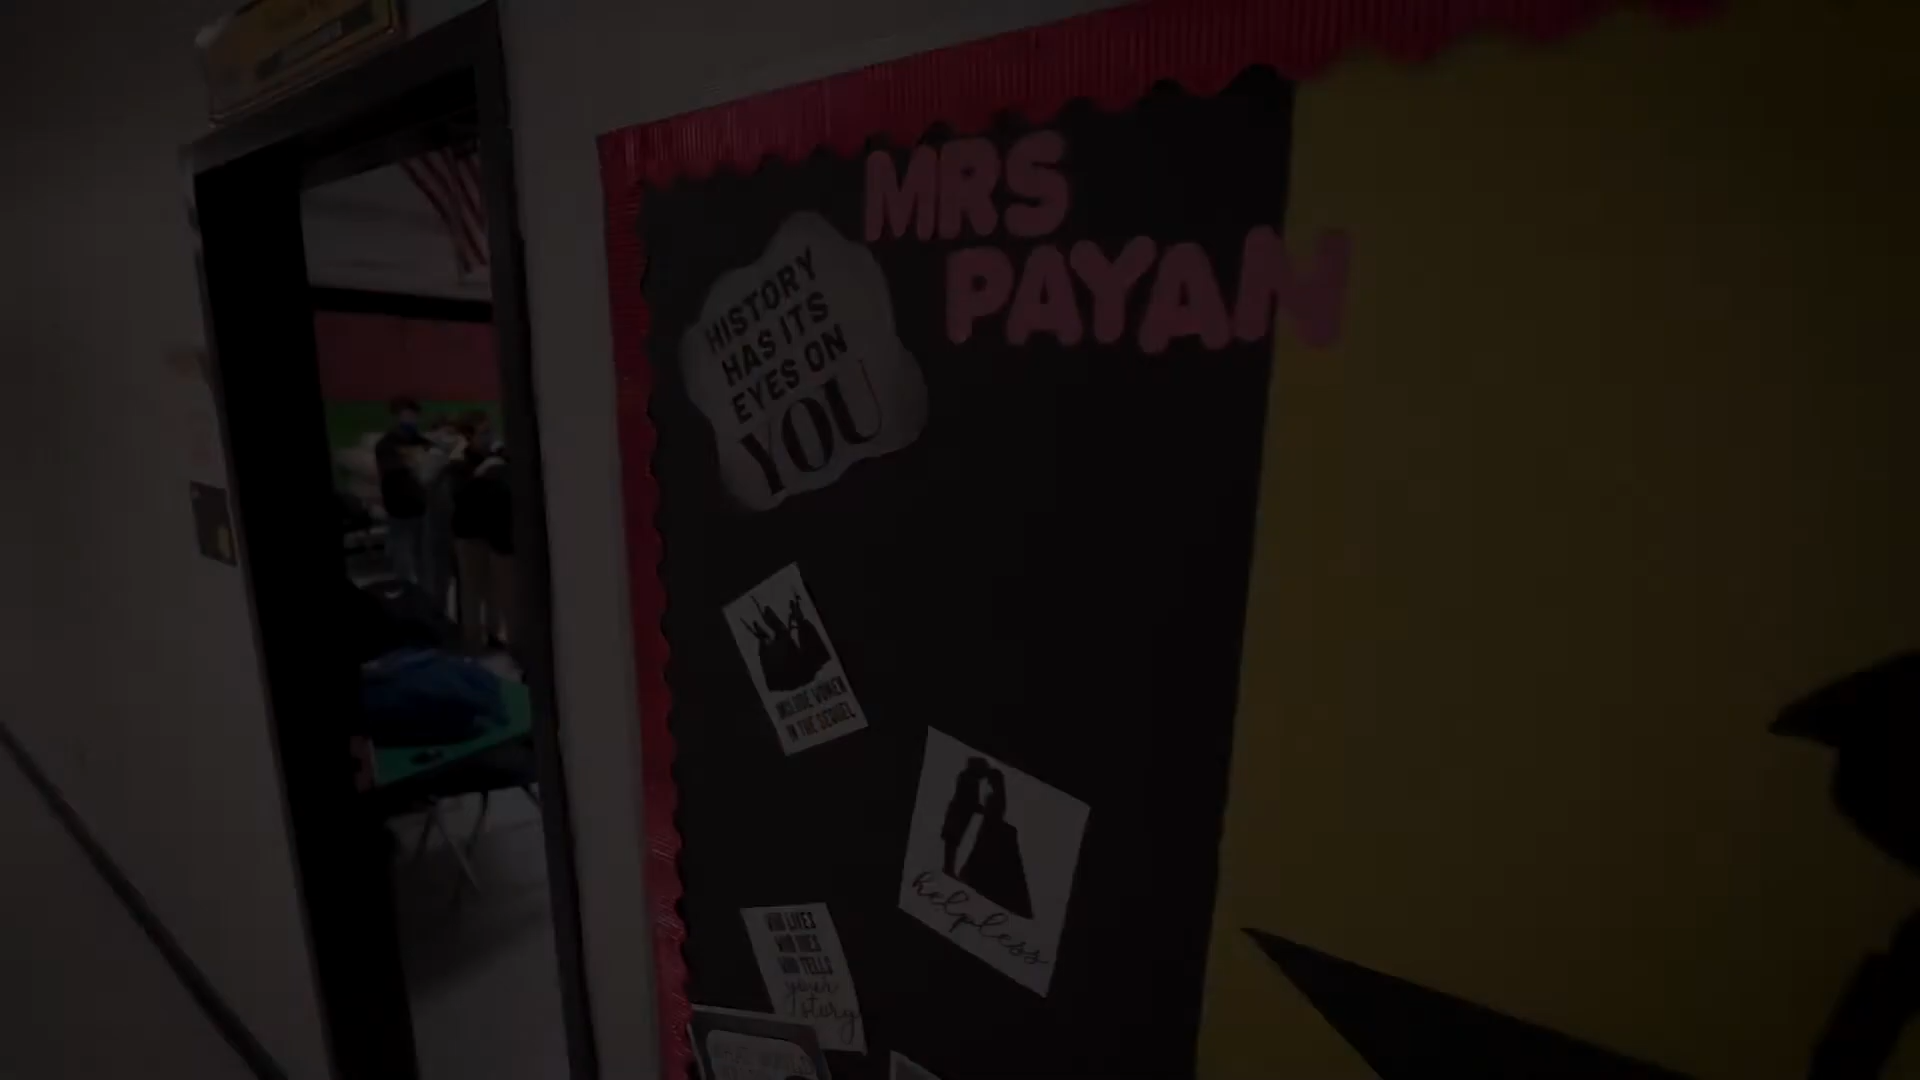 MRS
PAYAN
HISTORY
HAS ITS
EYES ON
YOU
INCLUDE WOMEN
IN THE SEQUEL
helpless
WHO LIVES
WHO DIES
WHO TELLS
your
story